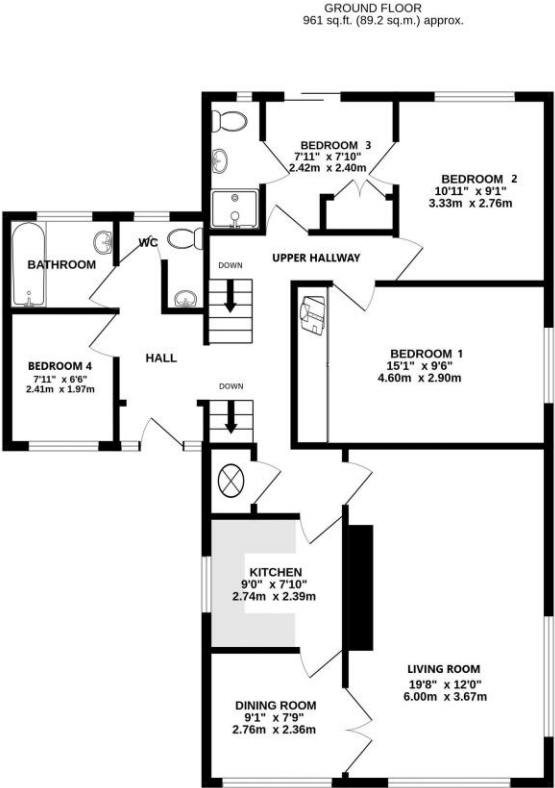 GROUND FLOOR
961 sq.ft. (89.2 sq.m.) approx.
BEDROOM 3
7'11" x 7'10"
2.42m x 2.40m
BEDROOM 2
10'11" x 9'1"
3.33m x 2.76m
WC
BATHROOM
DOWN
UPPER HALLWAY
BEDROOM 4
7'11" x 6'6"
2.41m x 1.97m
HALL
DOWN
BEDROOM 1
15'1" x 9'6"
4.60m x 2.90m
KITCHEN
9'0" x 7'10"
2.74m x 2.39m
LIVING ROOM
19'8" x 12'0"
6.00m x 3.67m
DINING ROOM
9'1" x 7'9"
2.76m x 2.36m